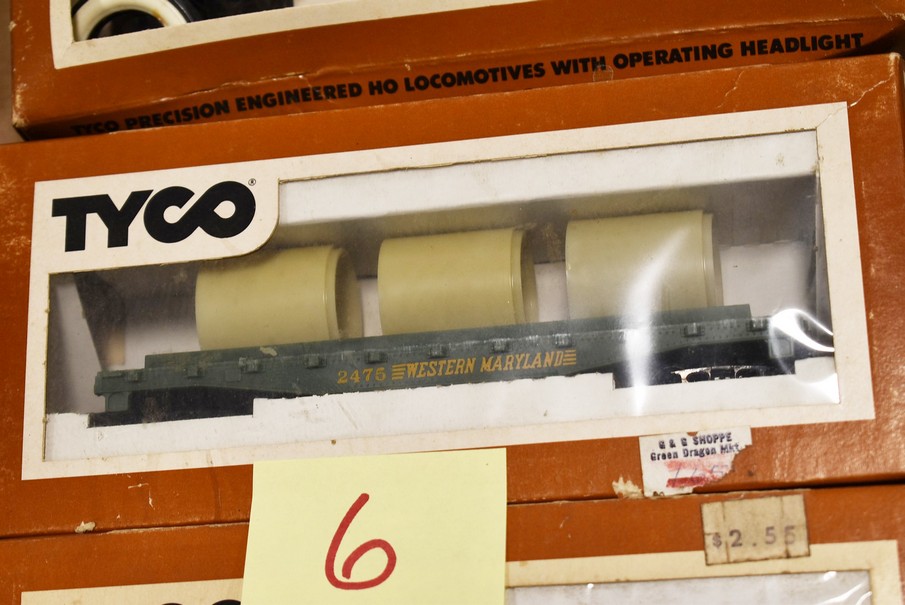 TYCO PRECISION ENGINEERED HO LOCOMOTIVES WITH OPERATING HEADLIGHT
TYCO®
2475 WESTERN MARYLAND
G & G SHOPPE
Green Dragon Mkt.
$2.55
6